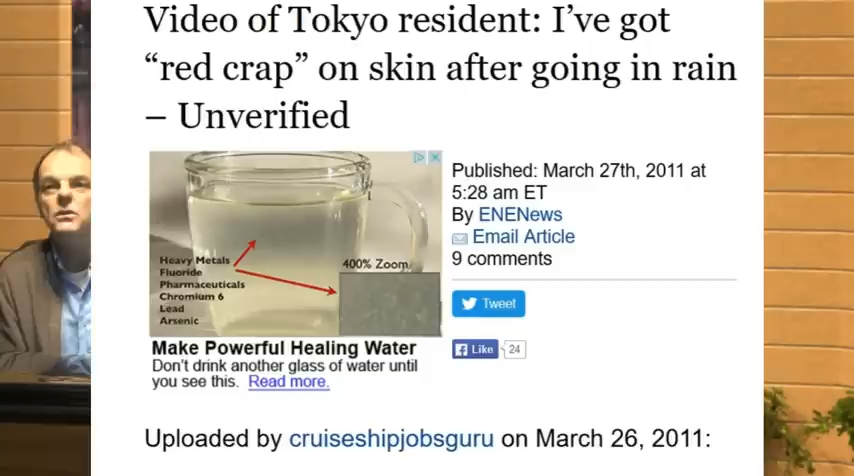 Video of Tokyo resident: I’ve got
“red crap” on skin after going in rain
– Unverified
Heavy Metals
Fluoride
Pharmaceuticals
Chromium 6
Lead
Arsenic
400% Zoom
Make Powerful Healing Water
Don't drink another glass of water until
you see this. Read more.
Published: March 27th, 2011 at
5:28 am ET
By ENENews
Email Article
9 comments
Tweet
Like 24
Uploaded by cruiseshipjobsguru on March 26, 2011: